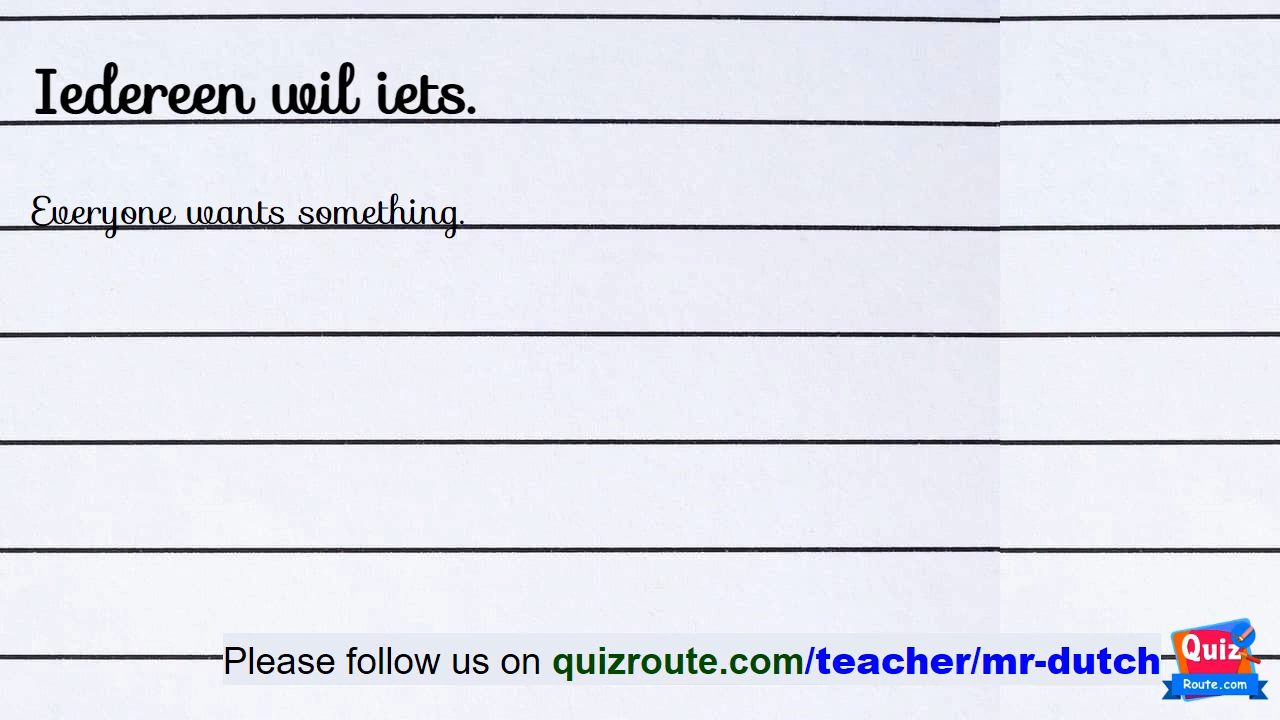 Iedereen wil iets.
Everyone wants something.
Please follow us on quizroute.com/teacher/mr-dutch
Quiz
Route.com